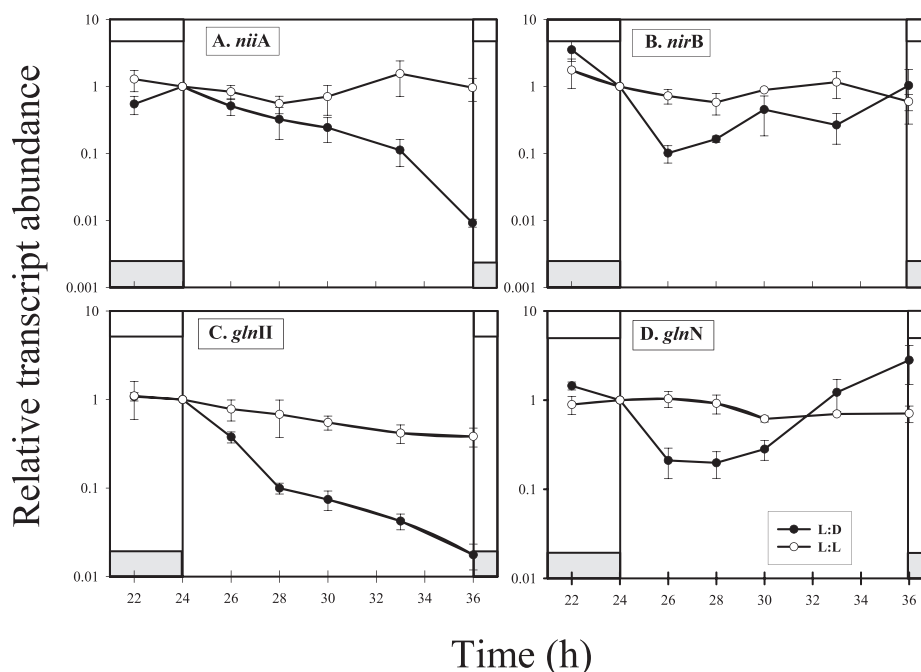 Relative transcript abundance
A. niiA
10
1
0.1
0.01
0.001
B. nirB
10
1
0.1
0.01
0.001
C. glnII
10
1
0.1
0.01
22 24 26 28 30 32 34 36
D. glnN
10
1
0.1
0.01
L:D
L:L
22 24 26 28 30 32 34 36
Time (h)